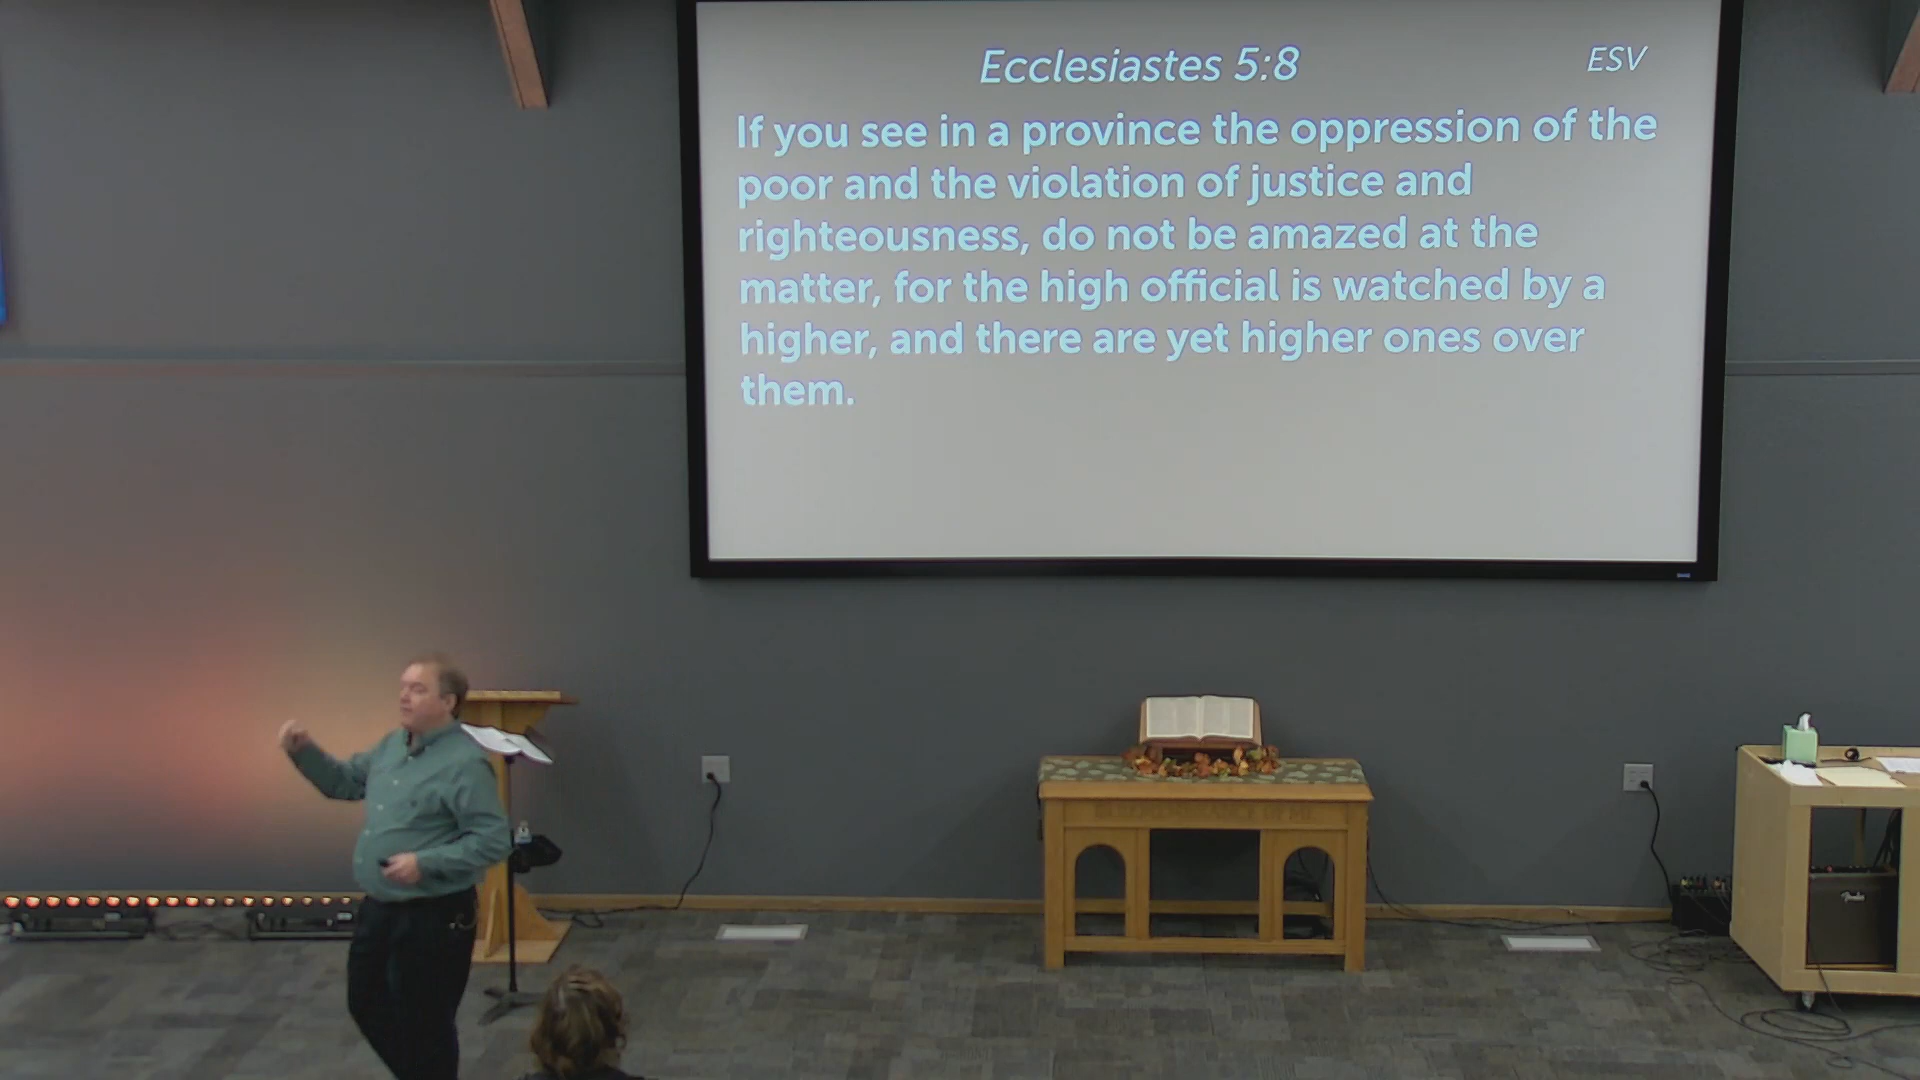 Ecclesiastes 5:8
ESV
If you see in a province the oppression of the
poor and the violation of justice and
righteousness, do not be amazed at the
matter, for the high official is watched by a
higher, and there are yet higher ones over
them.
Fender